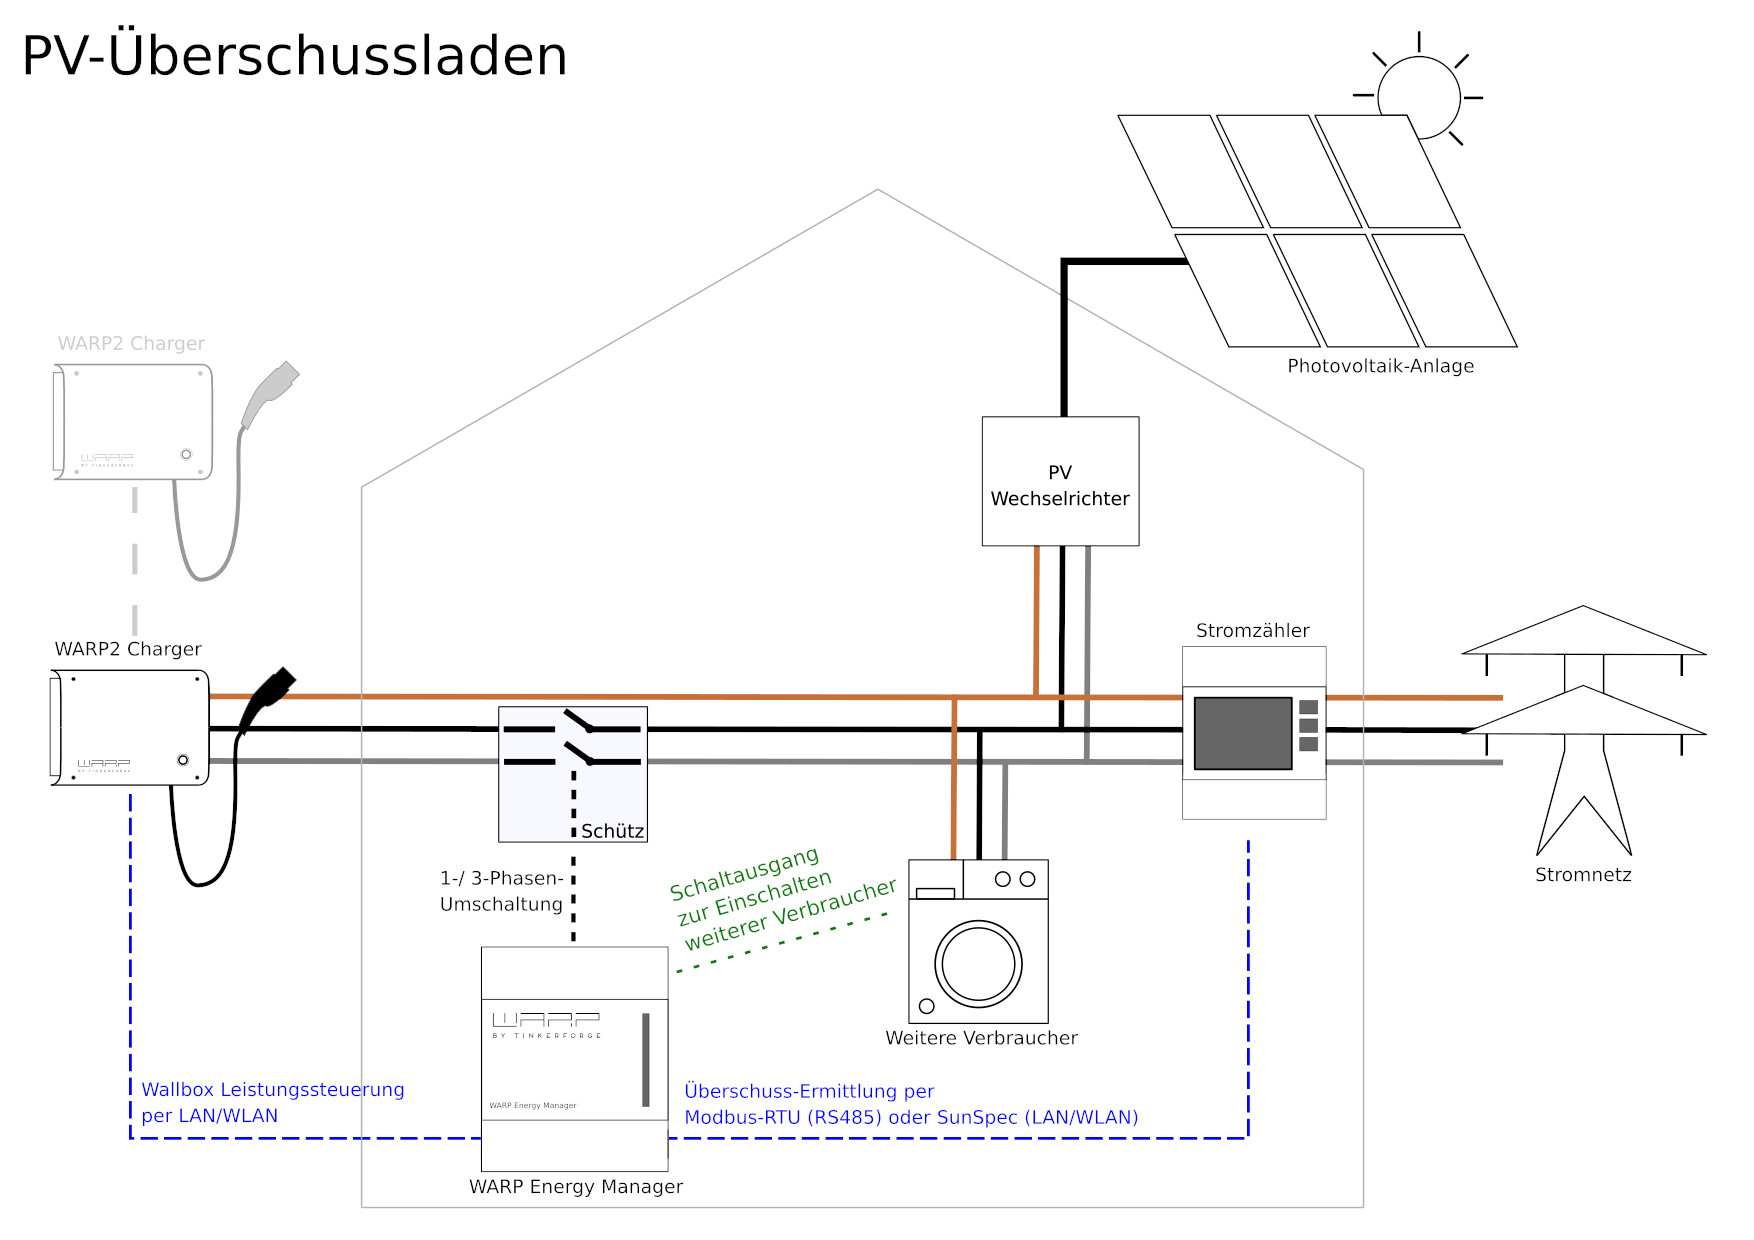 PV-Überschussladen
Photovoltaik-Anlage
WARP2 Charger
WARP
BY TINKERFORGE
PV
Wechselrichter
Stromzähler
WARP2 Charger
WARP
BY TINKERFORGE
Schütz
Stromnetz
1-/ 3-Phasen-
Umschaltung
Schaltausgang
zur Einschalten
weiterer Verbraucher
WARP
BY TINKERFORGE
Weitere Verbraucher
WARP Energy Manager
Wallbox Leistungssteuerung
per LAN/WLAN
Überschuss-Ermittlung per
Modbus-RTU (RS485) oder SunSpec (LAN/WLAN)
WARP Energy Manager